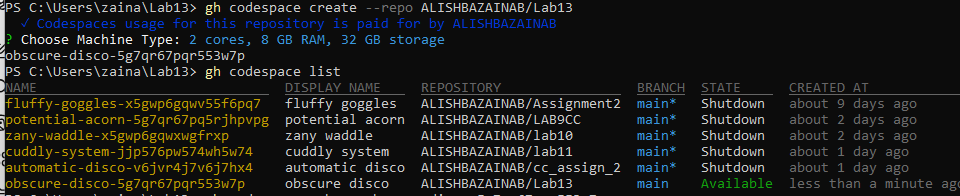 PS C:\Users\zaina\Lab13> gh codespace create --repo ALISHBAZAINAB/Lab13
✓ Codespaces usage for this repository is paid for by ALISHBAZAINAB
? Choose Machine Type: 2 cores, 8 GB RAM, 32 GB storage
obscure-disco-5g7qr67pqr553w7p
PS C:\Users\zaina\Lab13> gh codespace list
NAME DISPLAY NAME REPOSITORY BRANCH STATE CREATED AT
fluffy-goggles-x5gwp6gqwv55f6pq7 fluffy goggles ALISHBAZAINAB/Assignment2 main* Shutdown about 9 days ago
potential-acorn-5g7qr67pq5rjhpvpg potential acorn ALISHBAZAINAB/LAB9CC main* Shutdown about 2 days ago
zany-waddle-x5gwp6gqwxwgfrxp zany waddle ALISHBAZAINAB/lab10 main* Shutdown about 2 days ago
cuddly-system-jjp576pw574wh5w74 cuddly system ALISHBAZAINAB/lab11 main* Shutdown about 1 day ago
automatic-disco-v6jvr4j7v6j7hx4 automatic disco ALISHBAZAINAB/cc_assign_2 main* Shutdown about 1 day ago
obscure-disco-5g7qr67pqr553w7p obscure disco ALISHBAZAINAB/Lab13 main Available less than a minute ago